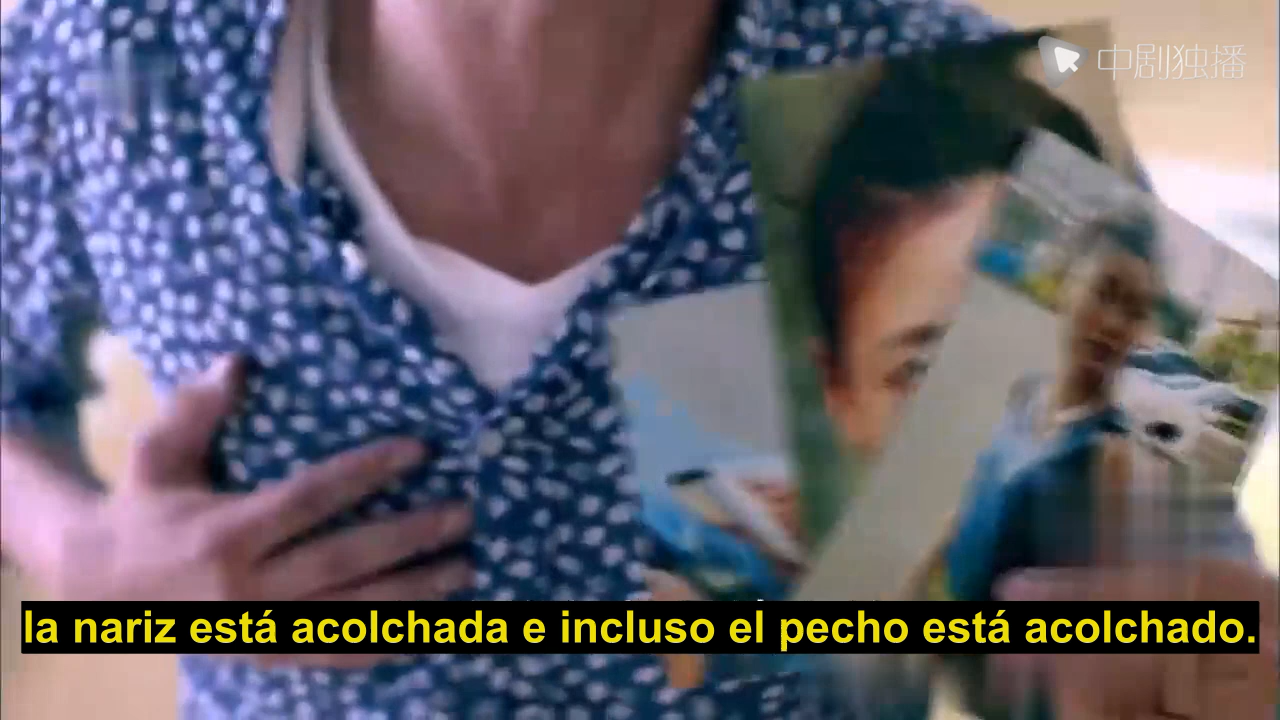 中剧独播
la nariz está acolchada e incluso el pecho está acolchado.